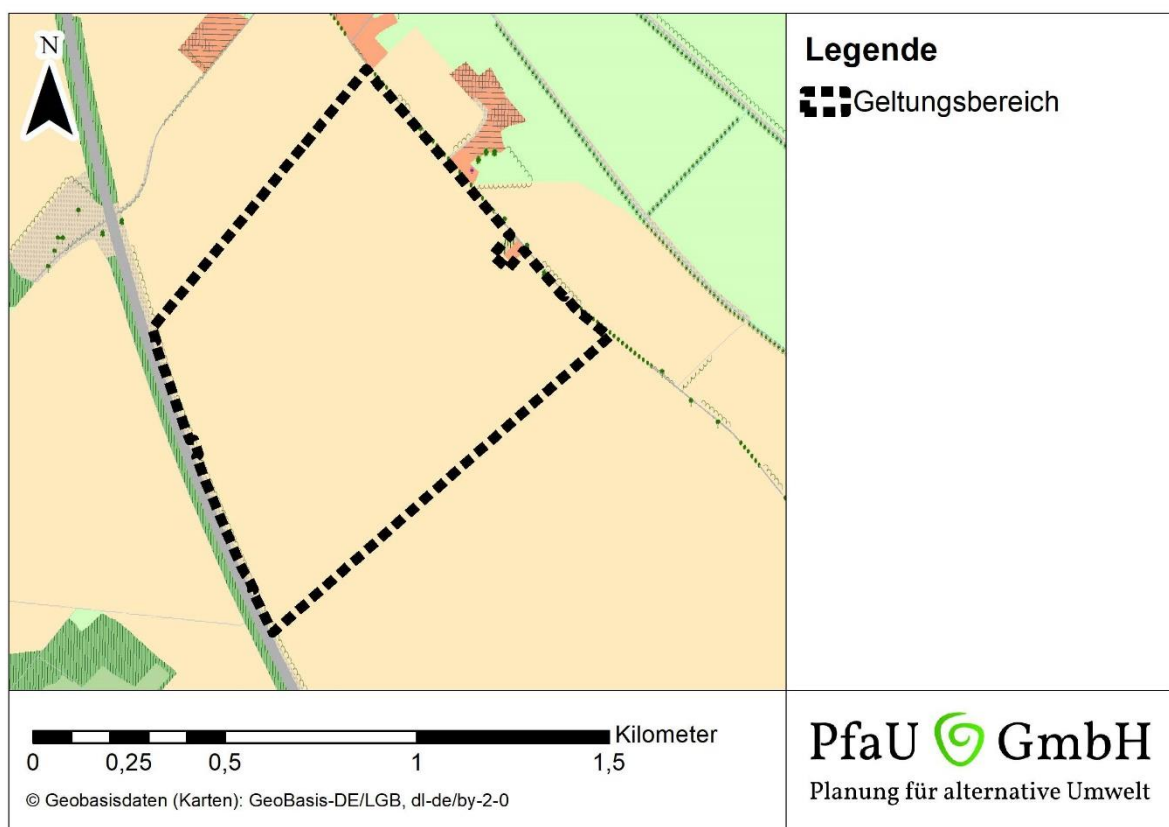 N
Legende
Geltungsbereich
Kilometer
0 0,25 0,5 1 1,5
© Geobasisdaten (Karten): GeoBasis-DE/LGB, dl-de/by-2-0
PfaU GmbH
Planung für alternative Umwelt